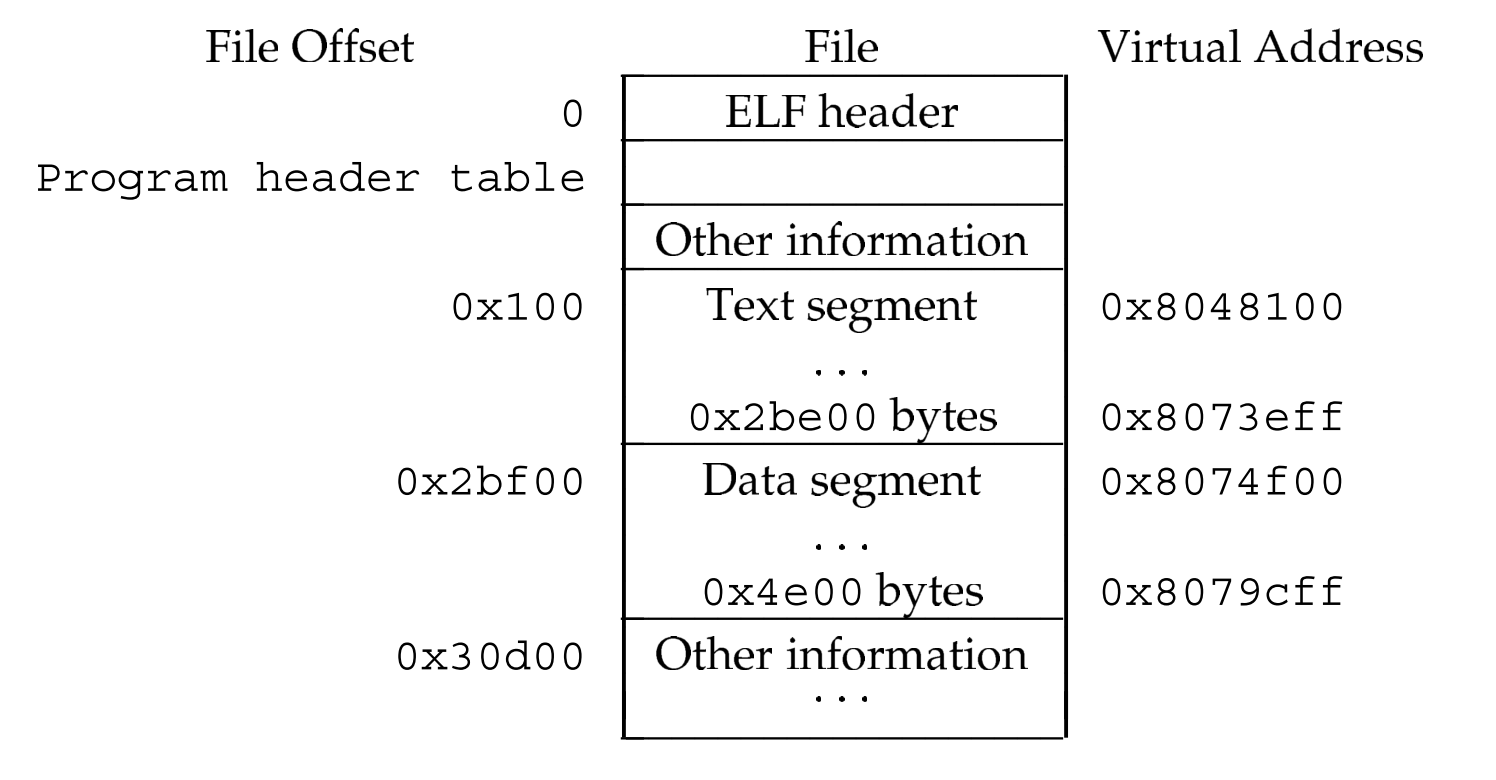 File Offset File Virtual Address
0 ELF header
Program header table
Other information
0x100 Text segment 0x8048100
. . .
0x2be00 bytes 0x8073eff
0x2bf00 Data segment 0x8074f00
. . .
0x4e00 bytes 0x8079cff
0x30d00 Other information
. . .